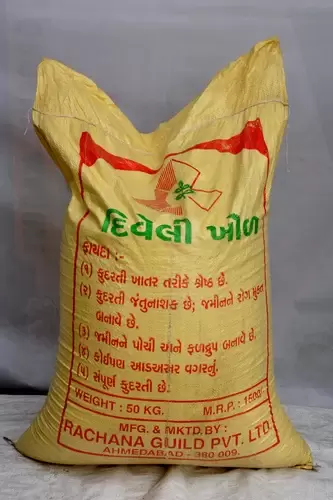 દિવેલી ખોળ
ફાયદા :-
(૧) કુદરતી ખાતર તરીકે શ્રેષ્ઠ છે.
(૨) કુદરતી જંતુનાશક છે; જમીનને રોગ મુક્ત
બનાવે છે.
(૩) જમીનને પોચી અને ફળદ્રુપ બનાવે છે.
(૪) કોઈપણ આડઅસર વગરનું.
(૫) સંપૂર્ણ કુદરતી છે.
WEIGHT : 50 KG. M.R.P. : 1500/-
MFG. & MKTD.BY :
RACHANA GUILD PVT. LTD.
AHMEDABAD - 380 009.